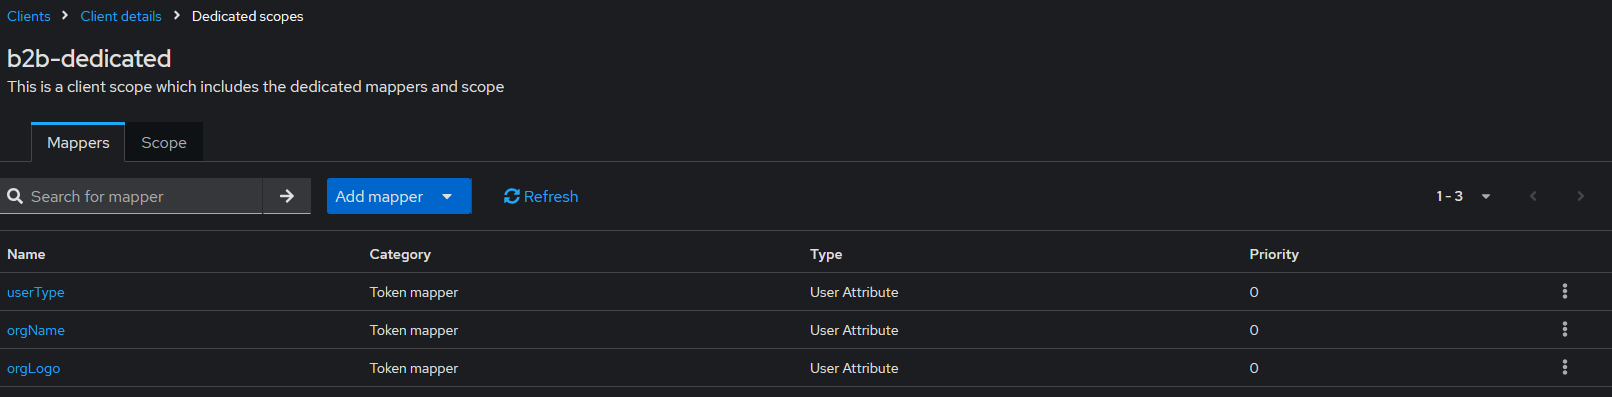 Clients > Client details > Dedicated scopes
b2b-dedicated
This is a client scope which includes the dedicated mappers and scope
Mappers Scope
Search for mapper Add mapper Refresh 1 - 3
Name Category Type Priority
userType Token mapper User Attribute 0
orgName Token mapper User Attribute 0
orgLogo Token mapper User Attribute 0